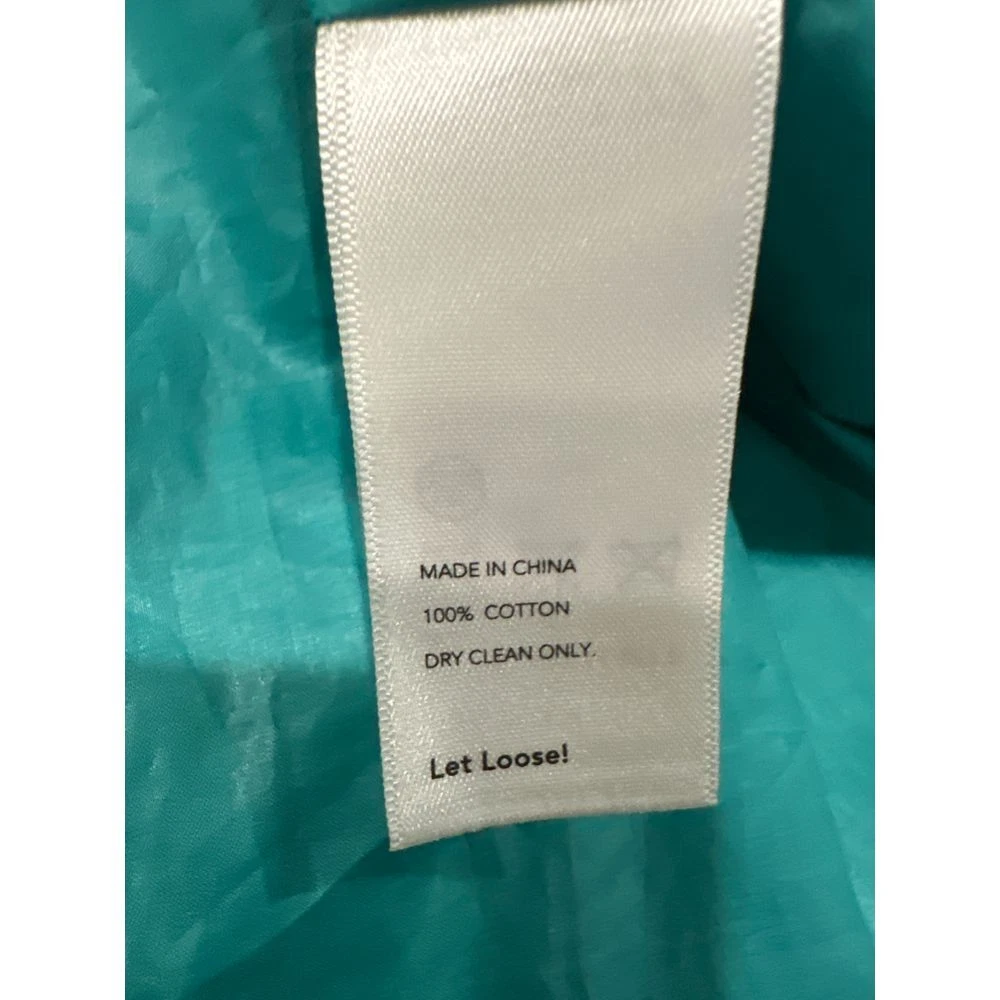 MADE IN CHINA
100% COTTON
DRY CLEAN ONLY.
Let Loose!